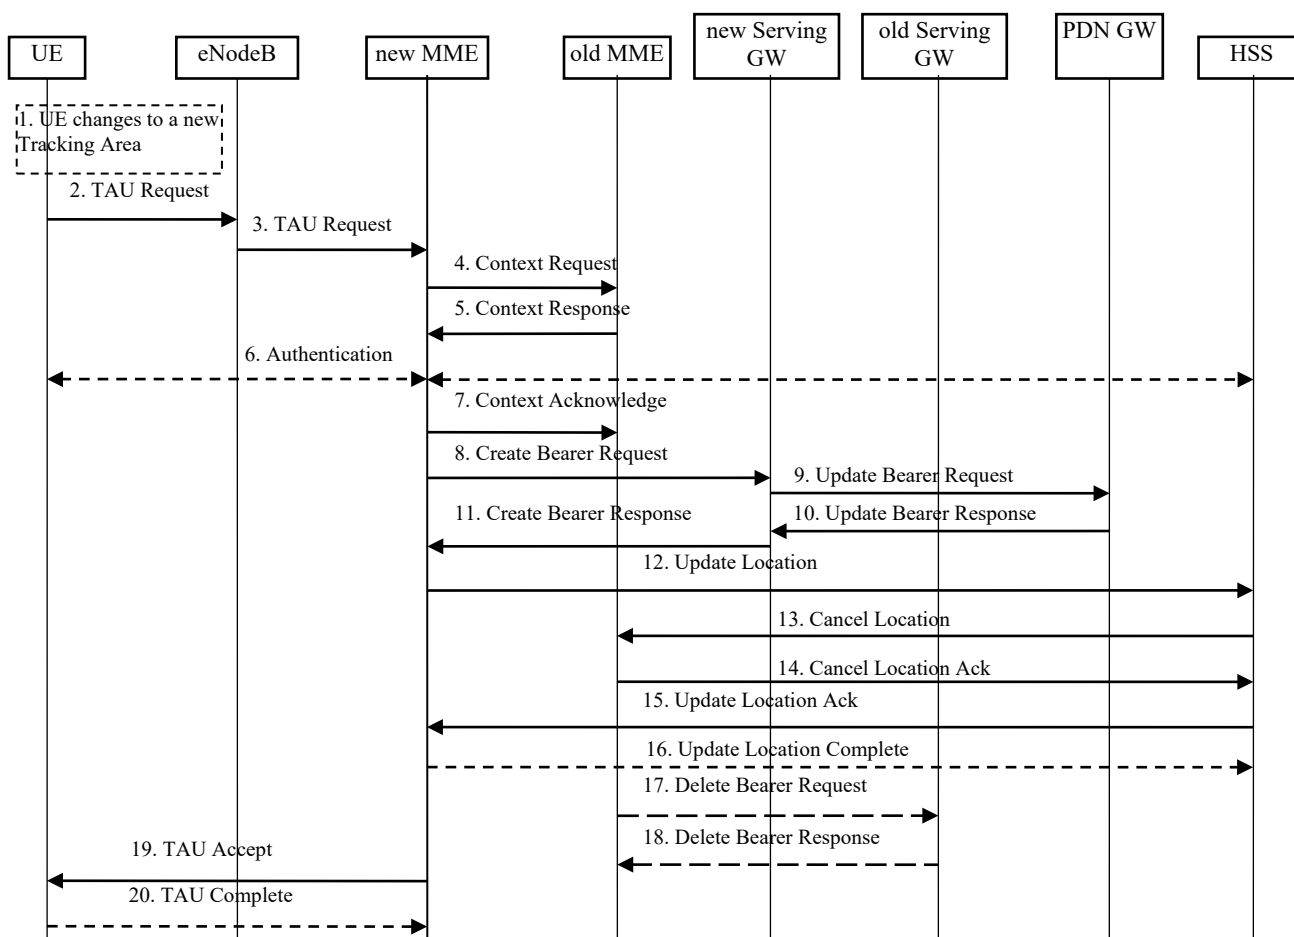 UE
eNodeB
new MME
old MME
new Serving
GW
old Serving
GW
PDN GW
HSS
1. UE changes to a new
Tracking Area
2. TAU Request
3. TAU Request
4. Context Request
5. Context Response
6. Authentication
7. Context Acknowledge
8. Create Bearer Request
9. Update Bearer Request
10. Update Bearer Response
11. Create Bearer Response
12. Update Location
13. Cancel Location
14. Cancel Location Ack
15. Update Location Ack
16. Update Location Complete
17. Delete Bearer Request
18. Delete Bearer Response
19. TAU Accept
20. TAU Complete